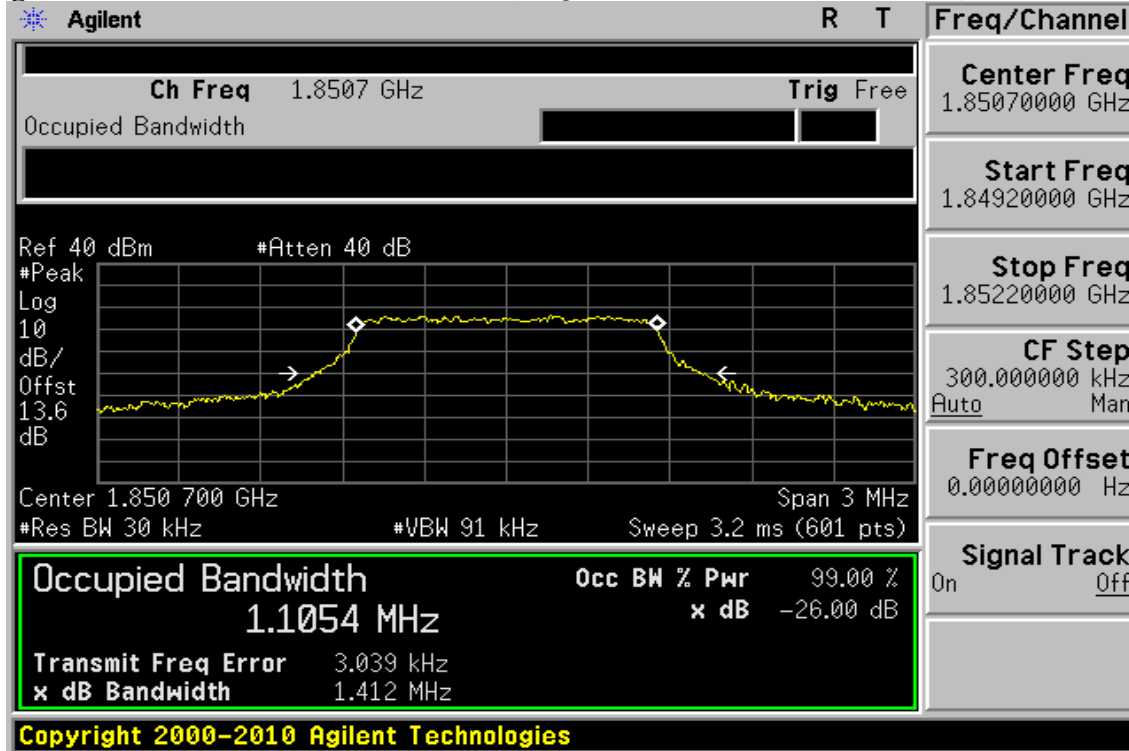 Agilent R T Freq/Channel
Ch Freq 1.8507 GHz Trig Free
Occupied Bandwidth
Center Freq
1.85070000 GHz
Start Freq
1.84920000 GHz
Stop Freq
1.85220000 GHz
CF Step
300.000000 kHz
Auto Man
Freq Offset
0.00000000 Hz
Signal Track
On Off
Ref 40 dBm #Atten 40 dB
#Peak
Log
10
dB/
Offst
13.6
dB
Center 1.850 700 GHz Span 3 MHz
#Res BW 30 kHz #VBW 91 kHz Sweep 3.2 ms (601 pts)
Occupied Bandwidth Occ BW % Pwr 99.00 %
1.1054 MHz x dB -26.00 dB
Transmit Freq Error 3.039 kHz
x dB Bandwidth 1.412 MHz
Copyright 2000-2010 Agilent Technologies